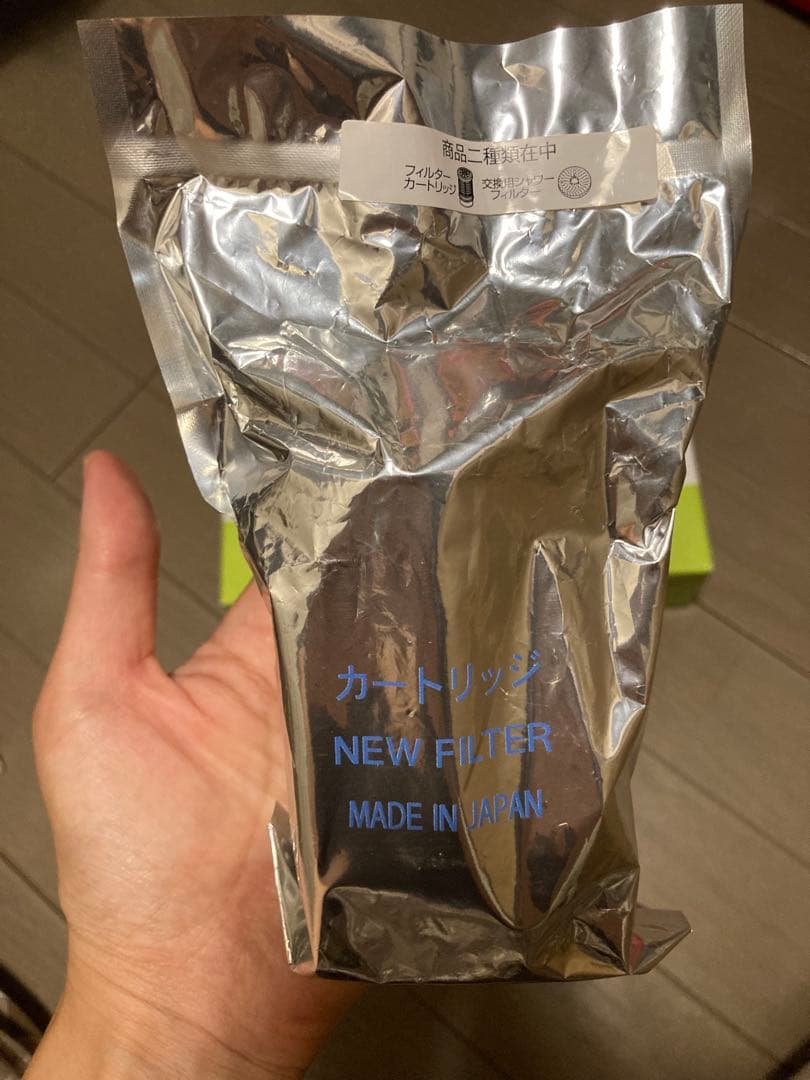 商品二種類在中
フィルター
カートリッジ
交換用シャワー
フィルター
カートリッジ
NEW FILTER
MADE IN JAPAN